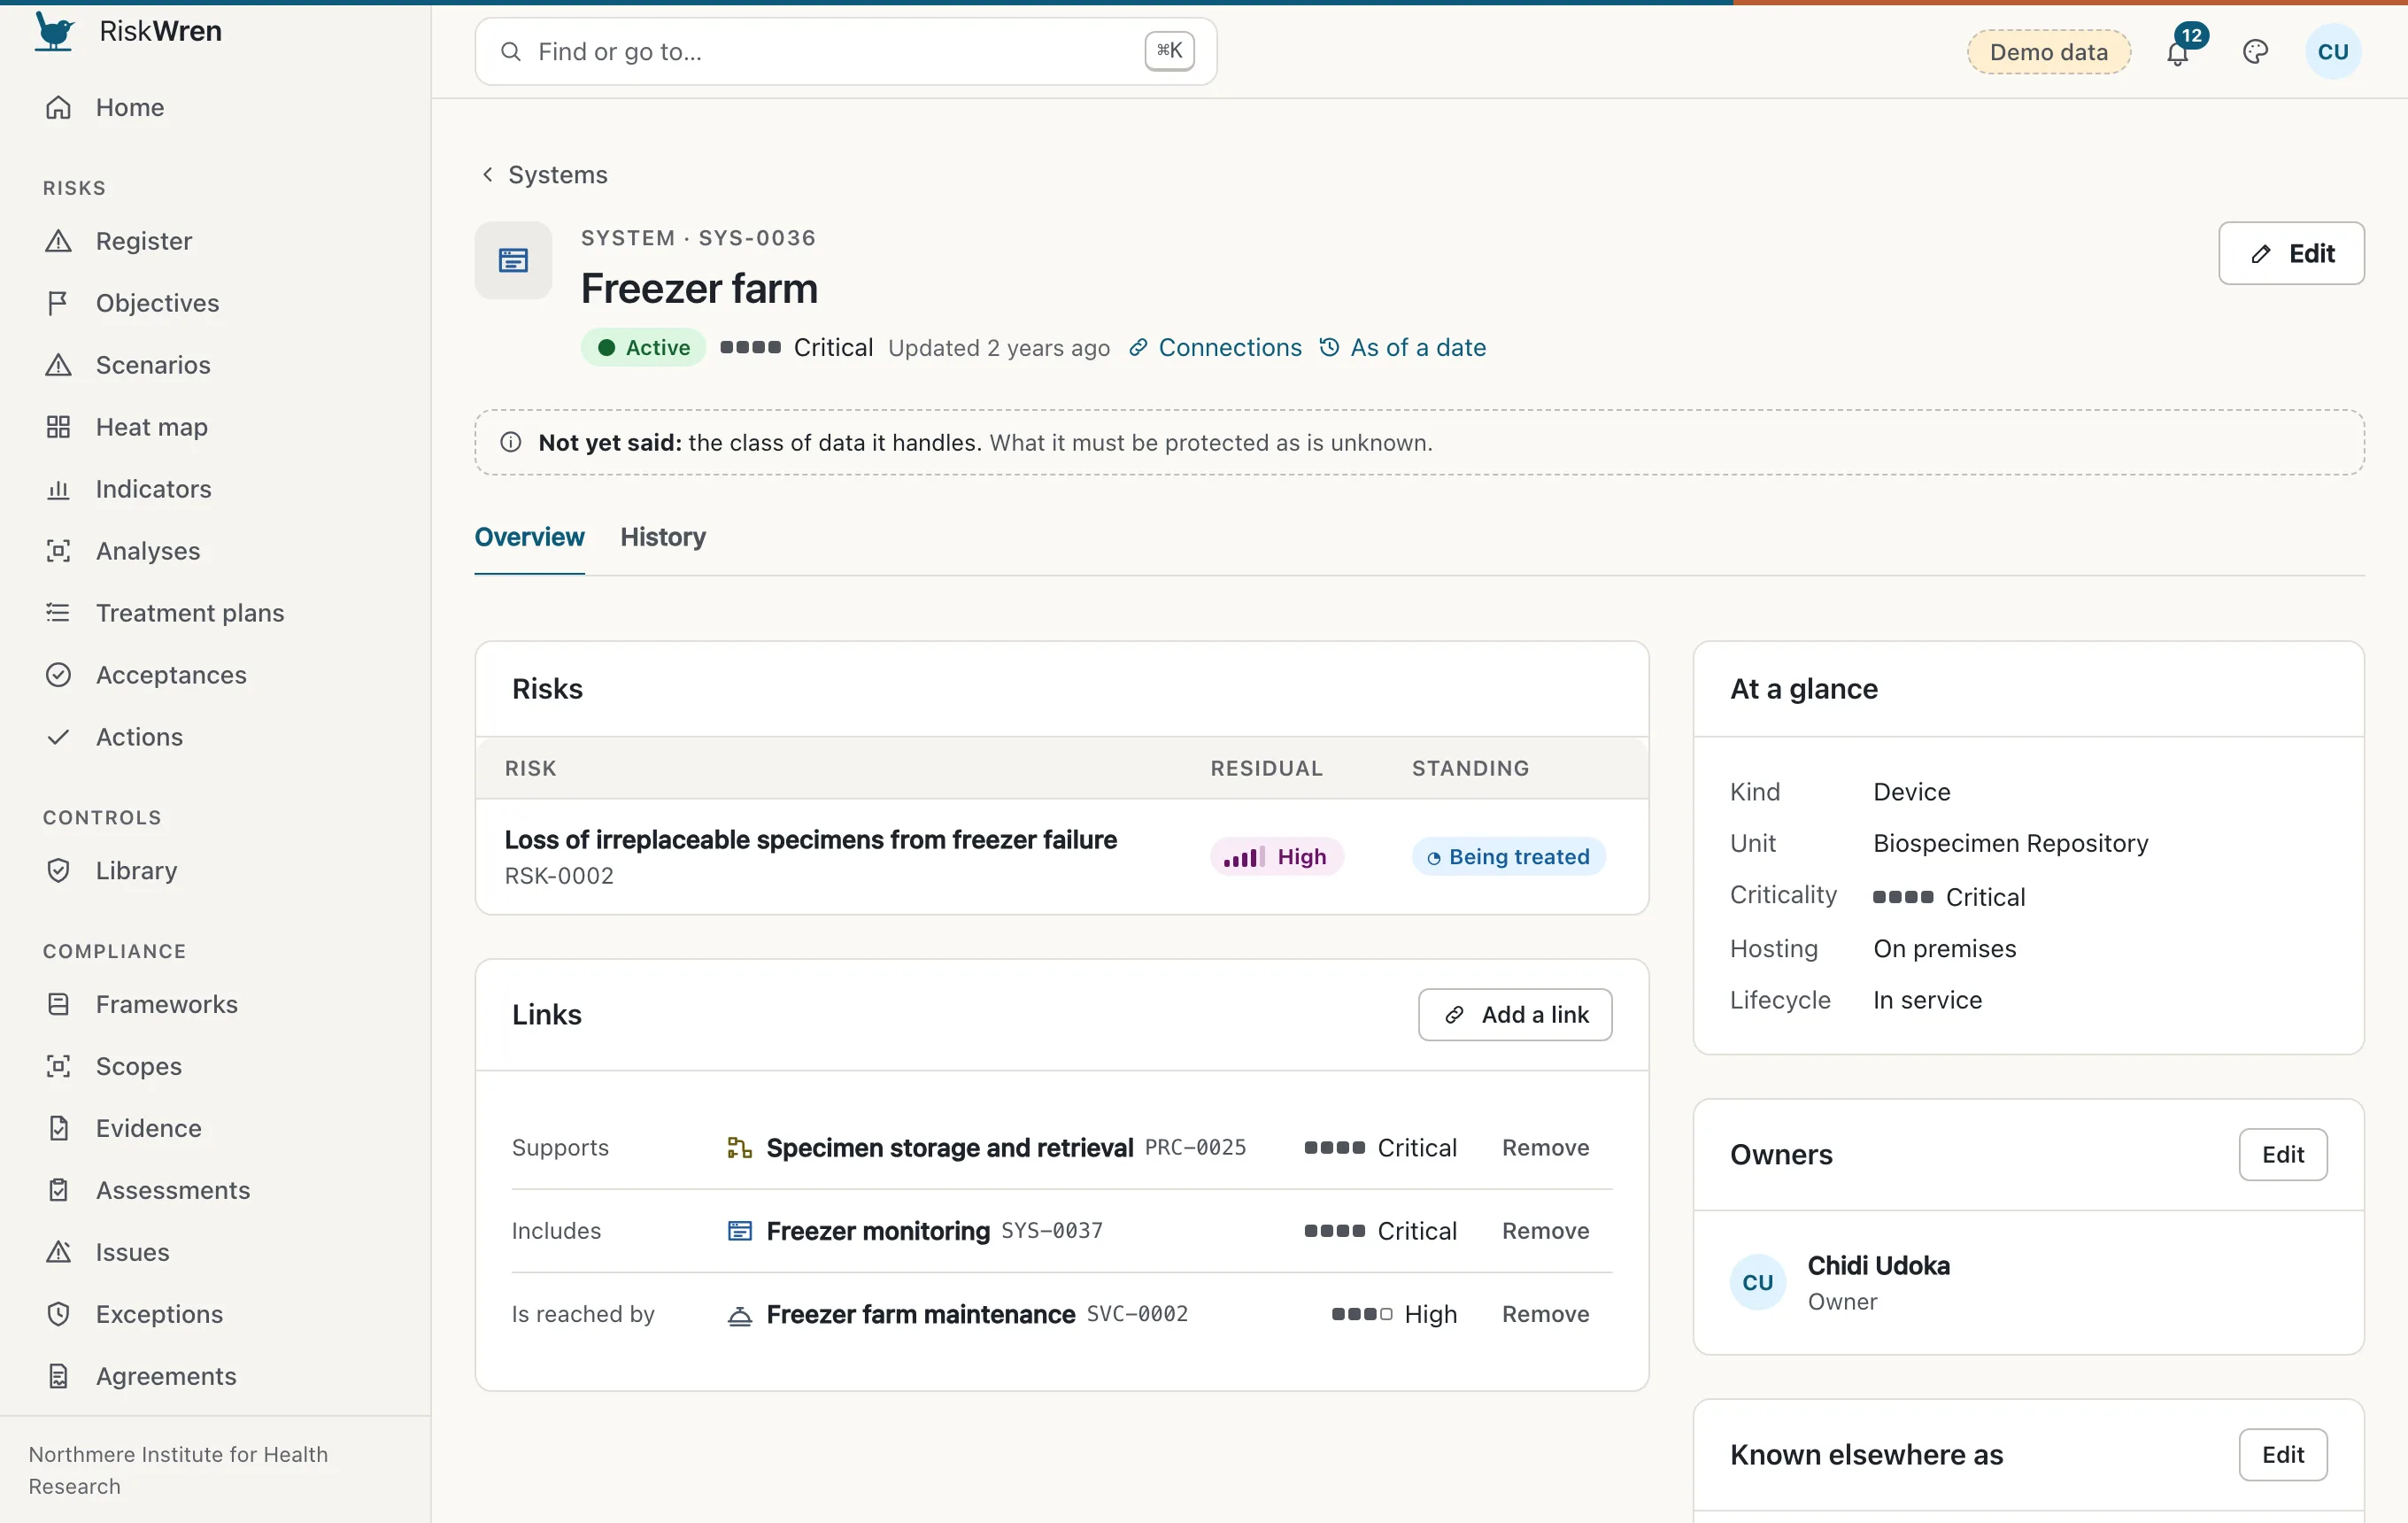 RiskWren
Find or go to...
⌘K
Demo data
12
CU
Home
RISKS
Register
Objectives
Scenarios
Heat map
Indicators
Analyses
Treatment plans
Acceptances
Actions
CONTROLS
Library
COMPLIANCE
Frameworks
Scopes
Evidence
Assessments
Issues
Exceptions
Agreements
Northmere Institute for Health
Research
Systems
SYSTEM · SYS-0036
Freezer farm
Edit
Active Critical Updated 2 years ago Connections As of a date
Not yet said: the class of data it handles. What it must be protected as is unknown.
Overview History
Risks
RISK RESIDUAL STANDING
Loss of irreplaceable specimens from freezer failure
RSK-0002
High
Being treated
Links
Add a link
Supports Specimen storage and retrieval PRC-0025 Critical Remove
Includes Freezer monitoring SYS-0037 Critical Remove
Is reached by Freezer farm maintenance SVC-0002 High Remove
At a glance
Kind Device
Unit Biospecimen Repository
Criticality Critical
Hosting On premises
Lifecycle In service
Owners
Edit
CU
Chidi Udoka
Owner
Known elsewhere as
Edit